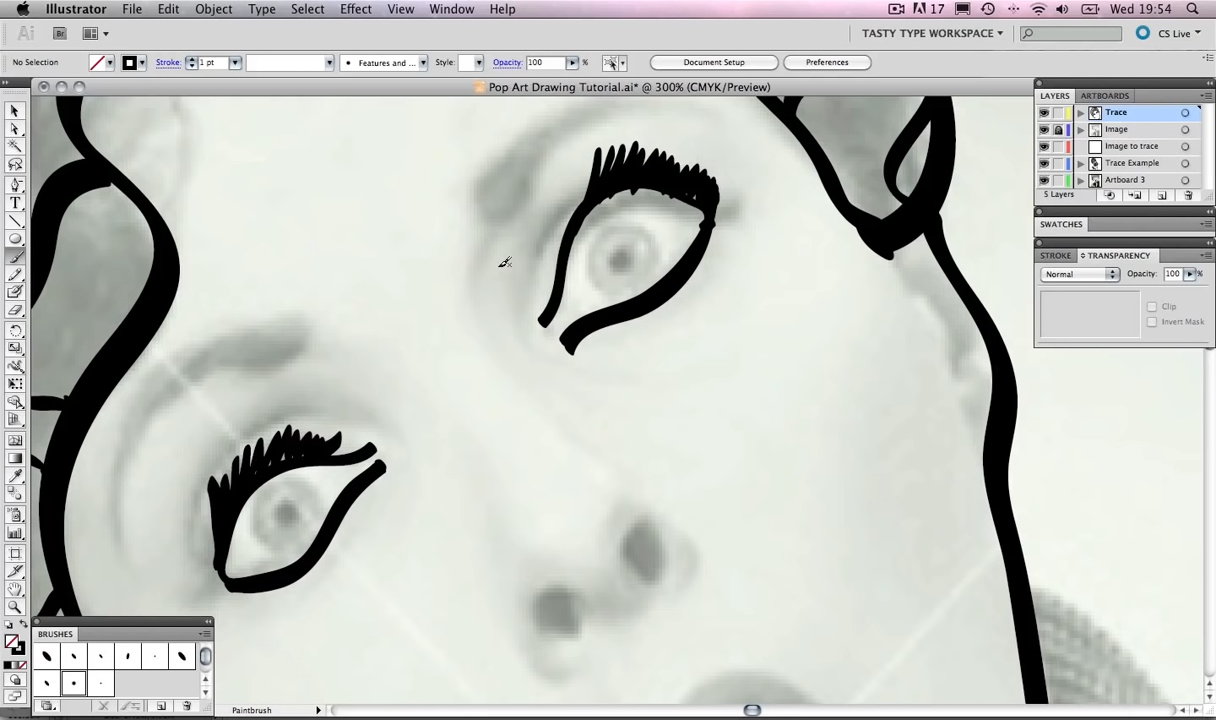 Illustrator File Edit Object Type Select Effect View Window Help 17 Wed 19:54
Ai Br TASTY TYPE WORKSPACE CS Live
No Selection Stroke: 1 pt Features and ... Style: Opacity: 100 % Document Setup Preferences
Pop Art Drawing Tutorial.ai* @ 300% (CMYK/Preview)
LAYERS ARTBOARDS
Trace
Image
Image to trace
Trace Example
Artboard 3
5 Layers
SWATCHES
STROKE TRANSPARENCY
Normal Opacity: 100 %
Clip
Invert Mask
BRUSHES
Paintbrush